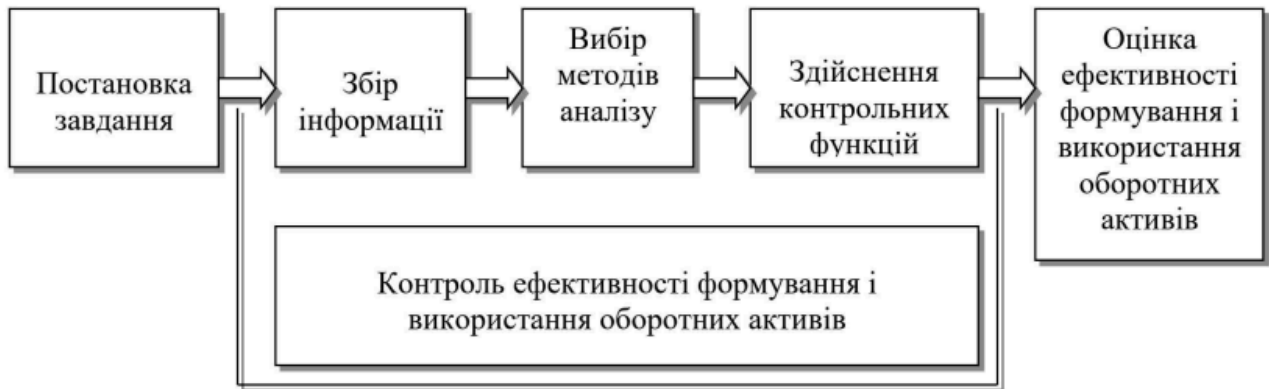 Постановка
завдання
Збір
інформації
Вибір
методів
аналізу
Здійснення
контрольних
функцій
Оцінка
ефективності
формування і
використання
оборотних
активів
Контроль ефективності формування і
використання оборотних активів